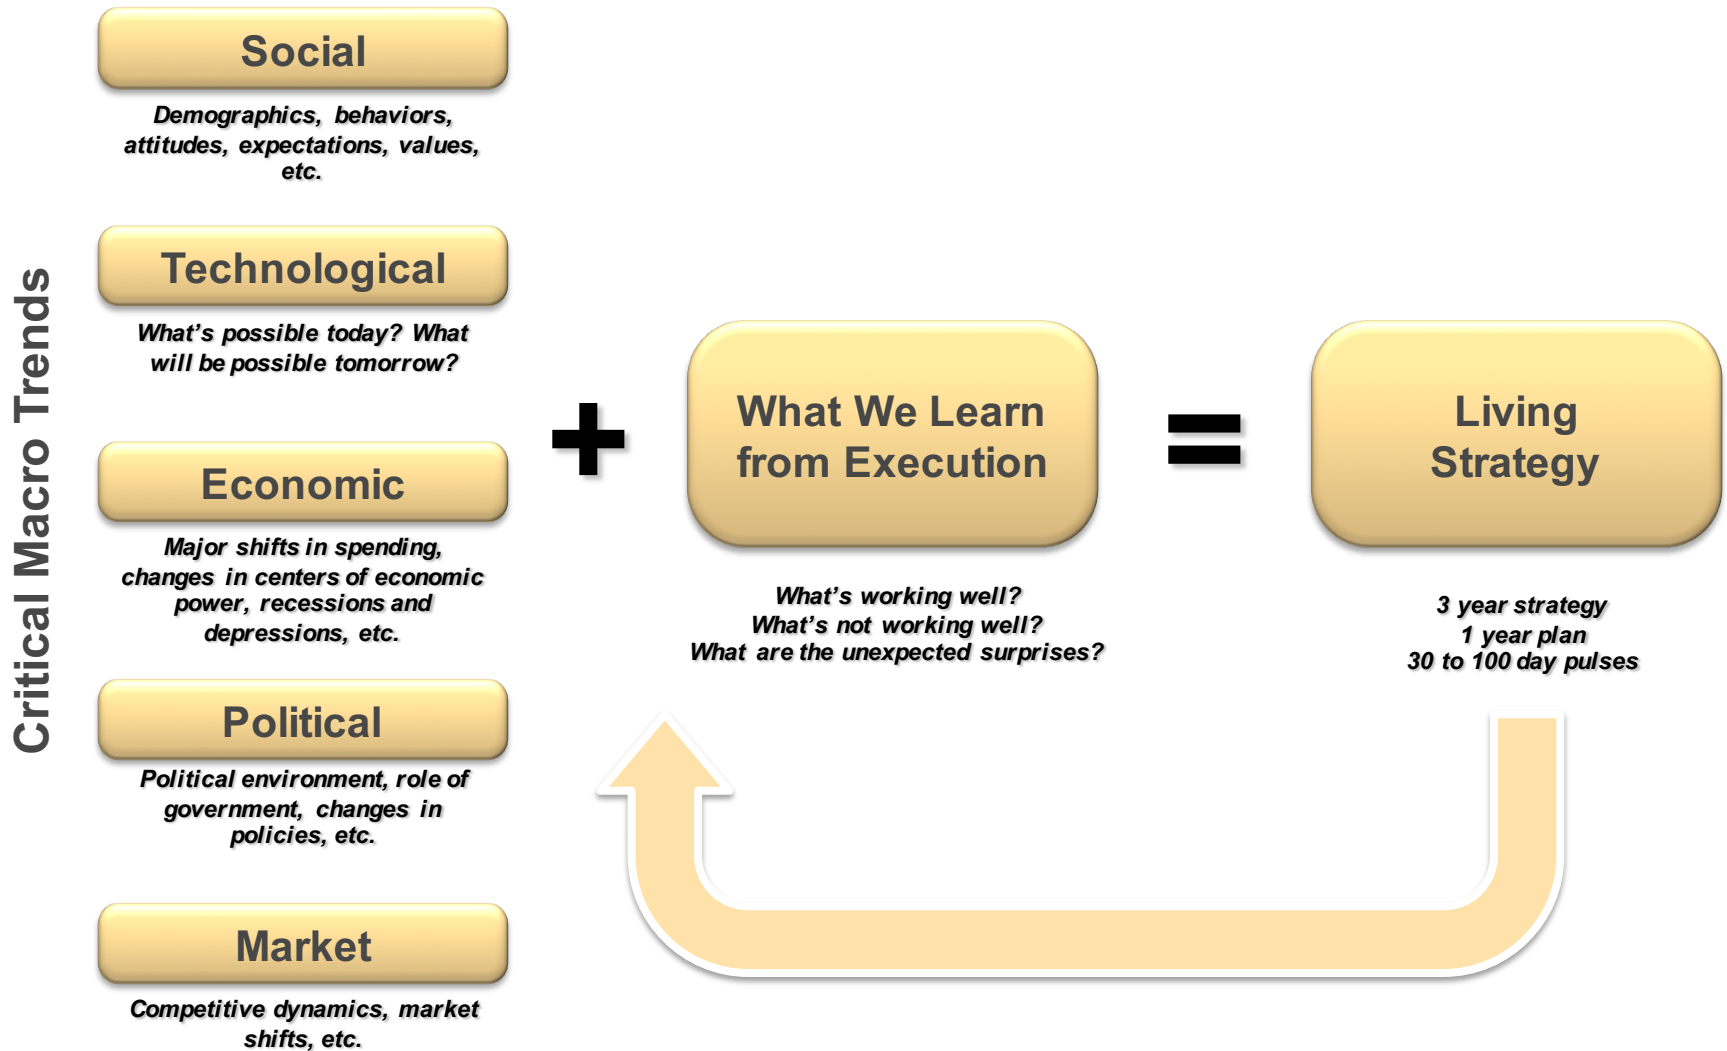 Critical Macro Trends
Social
Demographics, behaviors,
attitudes, expectations, values,
etc.
Technological
What’s possible today? What
will be possible tomorrow?
Economic
Major shifts in spending,
changes in centers of economic
power, recessions and
depressions, etc.
Political
Political environment, role of
government, changes in
policies, etc.
Market
Competitive dynamics, market
shifts, etc.
+
What We Learn
from Execution
What’s working well?
What’s not working well?
What are the unexpected surprises?
=
Living
Strategy
3 year strategy
1 year plan
30 to 100 day pulses